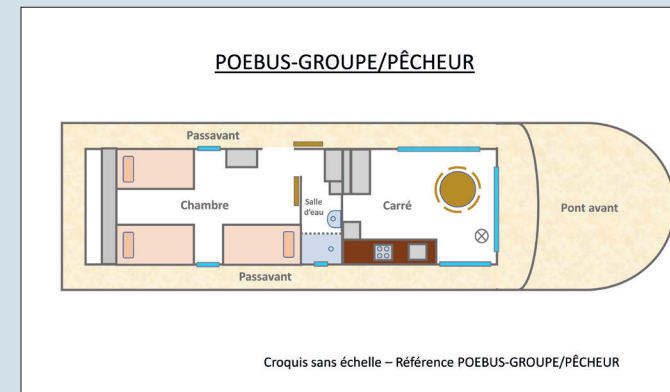 POEBUS-GROUPE/PÊCHEUR
Passavant
Chambre
Salle
d'eau
Carré
Pont avant
Passavant
Croquis sans échelle – Référence POEBUS-GROUPE/PÊCHEUR